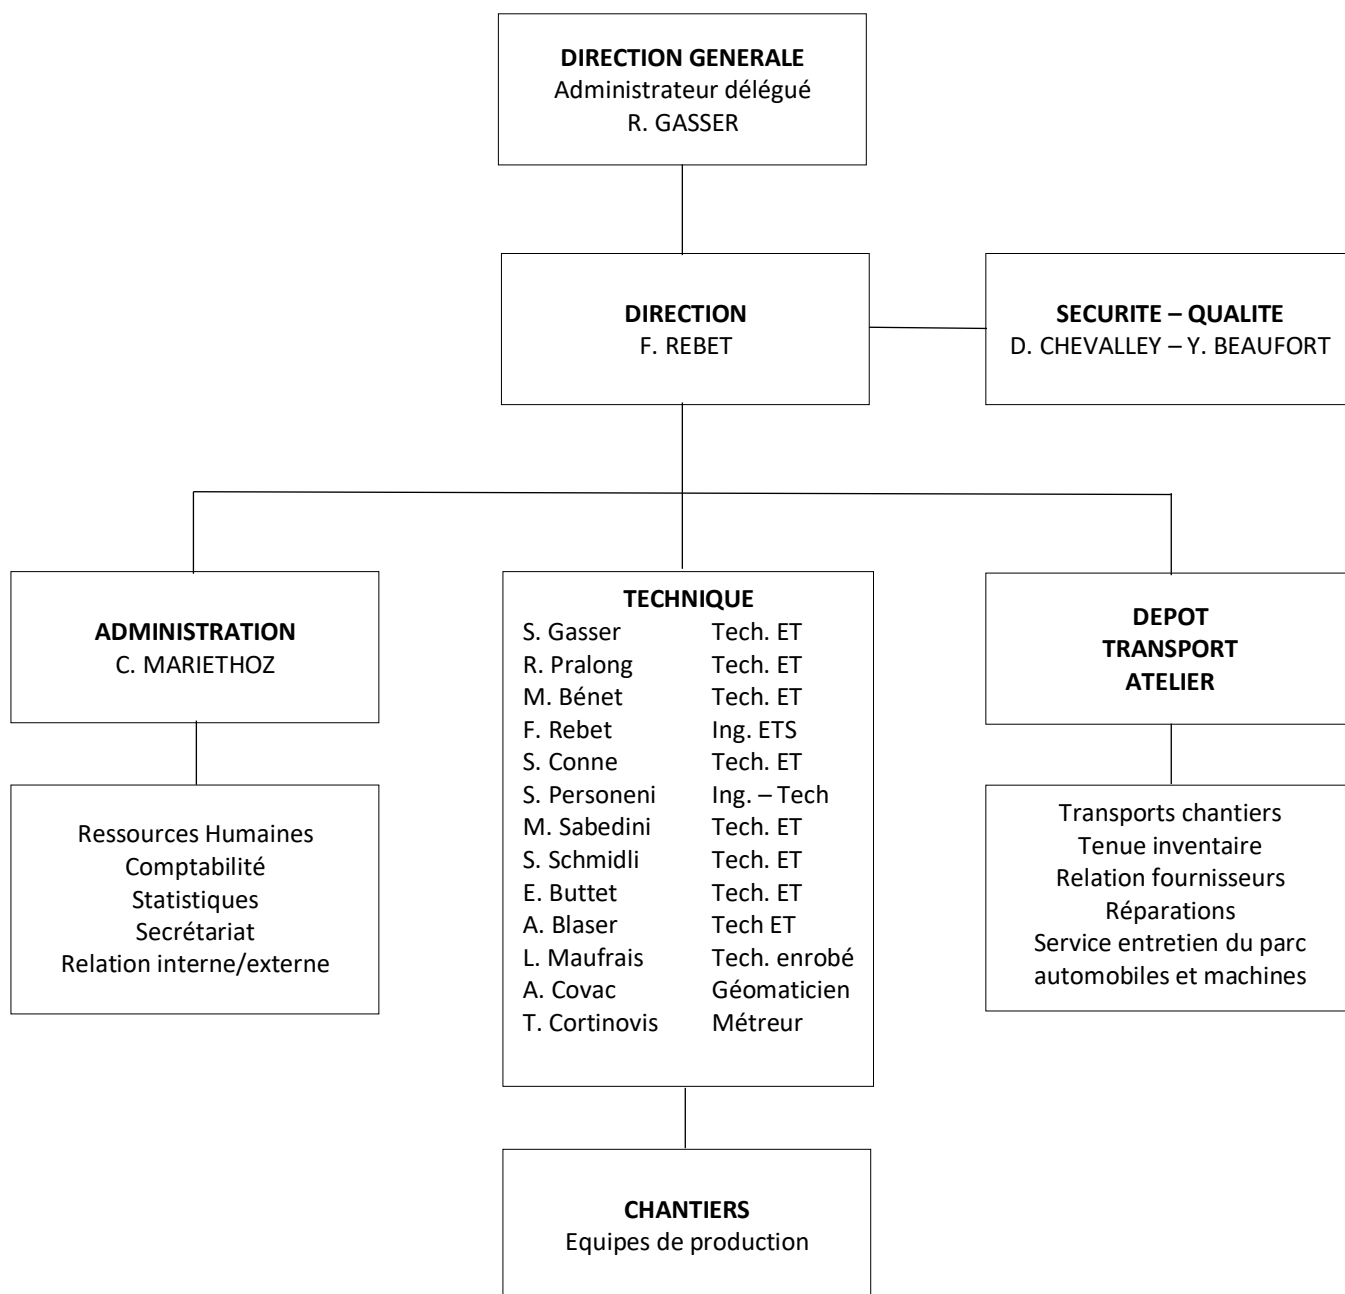 DIRECTION GENERALE
Administrateur délégué
R. GASSER
DIRECTION
F. REBET
SECURITE – QUALITE
D. CHEVALLEY – Y. BEAUFORT
ADMINISTRATION
C. MARIETHOZ
Ressources Humaines
Comptabilité
Statistiques
Secrétariat
Relation interne/externe
TECHNIQUE
S. Gasser Tech. ET
R. Pralong Tech. ET
M. Bénet Tech. ET
F. Rebet Ing. ETS
S. Conne Tech. ET
S. Personeni Ing. – Tech
M. Sabedini Tech. ET
S. Schmidli Tech. ET
E. Buttet Tech. ET
A. Blaser Tech ET
L. Maufrais Tech. enrobé
A. Covac Géomaticien
T. Cortinovis Métreur
DEPOT
TRANSPORT
ATELIER
Transports chantiers
Tenue inventaire
Relation fournisseurs
Réparations
Service entretien du parc
automobiles et machines
CHANTIERS
Equipes de production